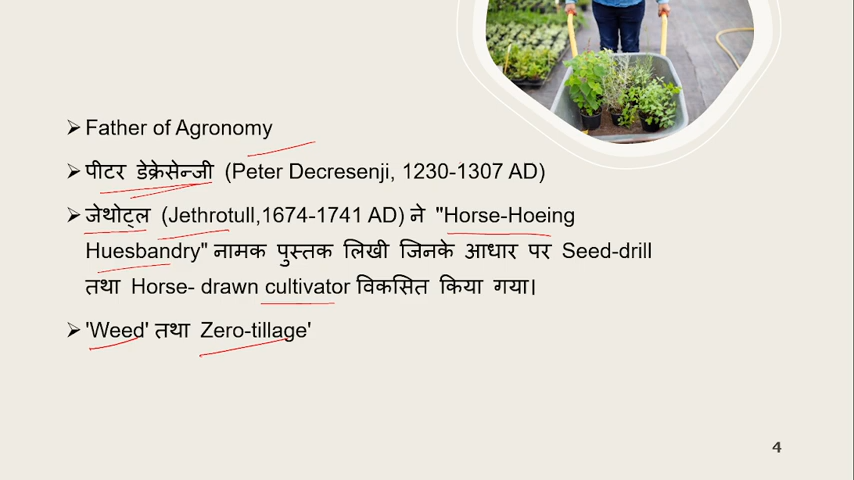 ➢ Father of Agronomy
➢ पीटर डेक्रेसेन्जी (Peter Decresenji, 1230-1307 AD)
➢ जेथोट्ल (Jethrotull,1674-1741 AD) ने "Horse-Hoeing
Huesbandry" नामक पुस्तक लिखी जिनके आधार पर Seed-drill
तथा Horse- drawn cultivator विकसित किया गया।
➢ 'Weed' तथा Zero-tillage'
4